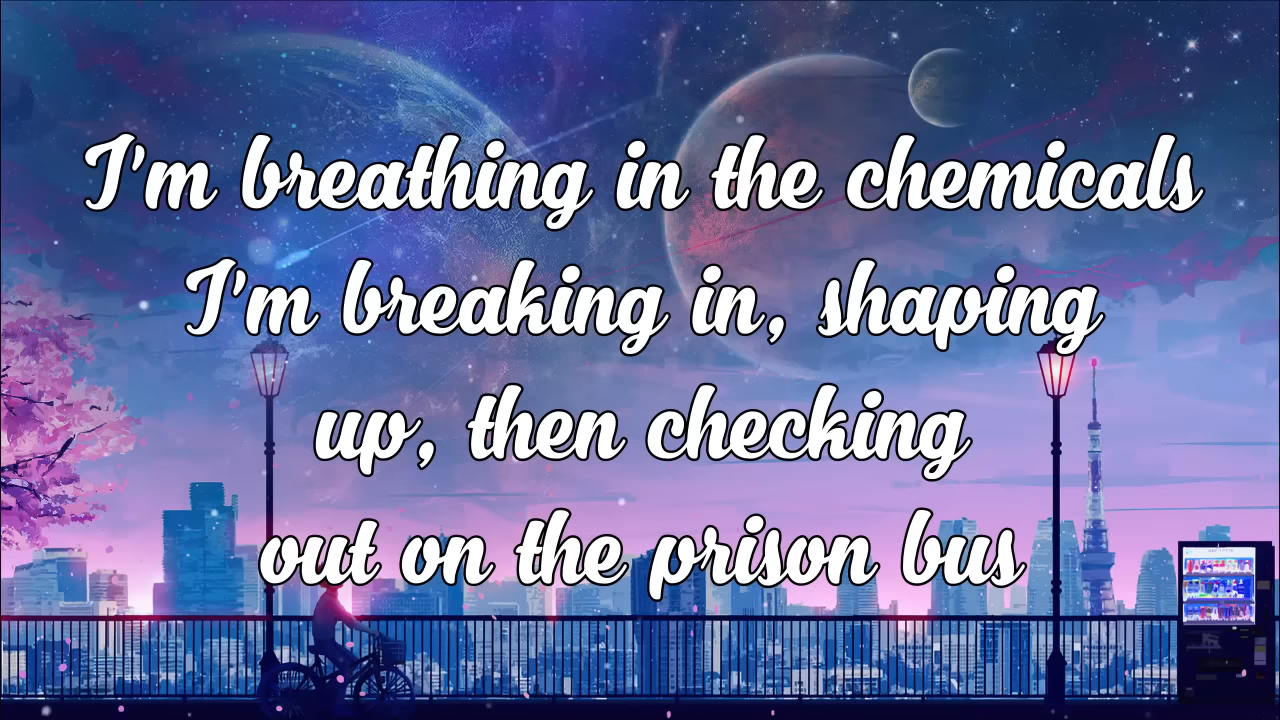 I'm breathing in the chemicals
I'm breaking in, shaping
up, then checking
out on the prison bus